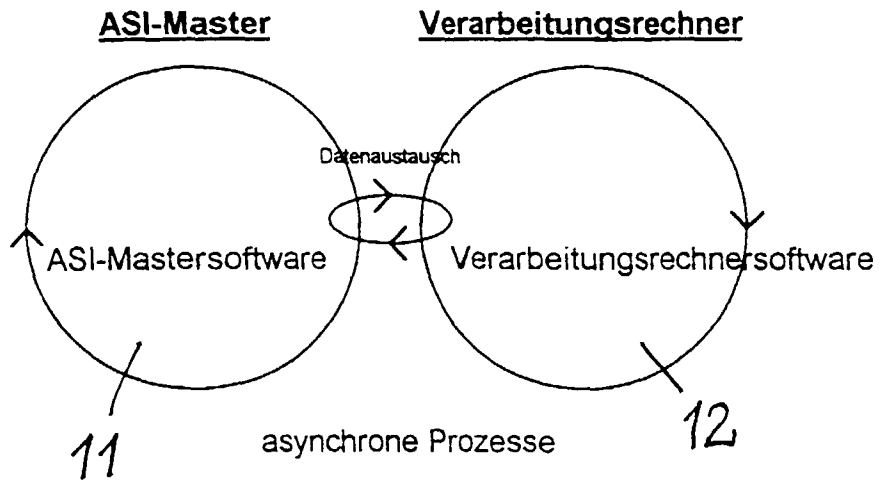 ASI-Master
Verarbeitungsrechner
Datenaustausch
ASI-Mastersoftware
Verarbeitungsrechnersoftware
11
asynchrone Prozesse
12